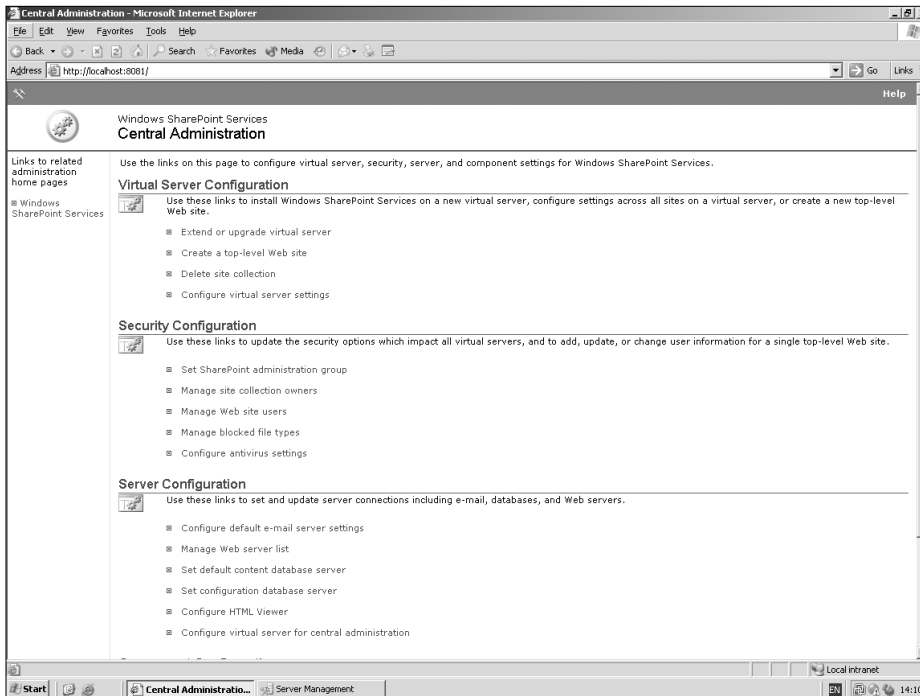 Central Administration - Microsoft Internet Explorer
File Edit View Favorites Tools Help
Back Search Favorites Media
Address http://localhost:8081/ Go Links
Help
Windows SharePoint Services
Central Administration
Links to related
administration
home pages
Windows
SharePoint Services
Use the links on this page to configure virtual server, security, server, and component settings for Windows SharePoint Services.
Virtual Server Configuration
Use these links to install Windows SharePoint Services on a new virtual server, configure settings across all sites on a virtual server, or create a new top-level
Web site.
Extend or upgrade virtual server
Create a top-level Web site
Delete site collection
Configure virtual server settings
Security Configuration
Use these links to update the security options which impact all virtual servers, and to add, update, or change user information for a single top-level Web site.
Set SharePoint administration group
Manage site collection owners
Manage Web site users
Manage blocked file types
Configure antivirus settings
Server Configuration
Use these links to set and update server connections including e-mail, databases, and Web servers.
Configure default e-mail server settings
Manage Web server list
Set default content database server
Set configuration database server
Configure HTML Viewer
Configure virtual server for central administration
Local intranet
Start Central Administratio... Server Management EN